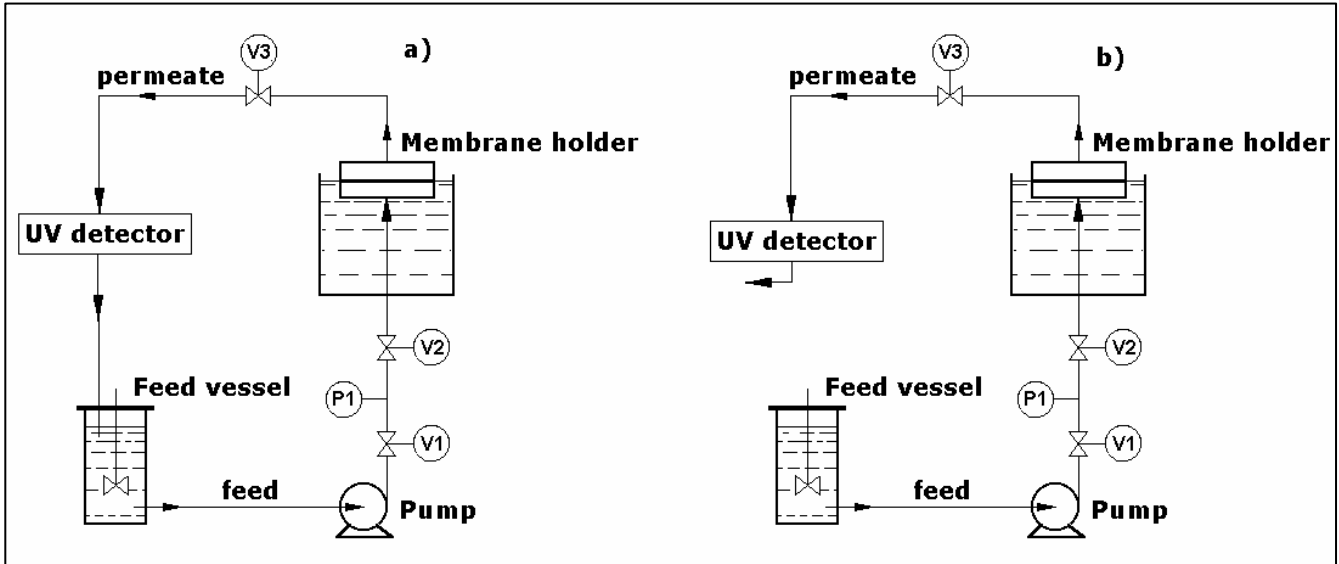 a)
V3
permeate
Membrane holder
UV detector
V2
Feed vessel
P1
V1
feed
Pump
b)
V3
permeate
Membrane holder
UV detector
V2
Feed vessel
P1
V1
feed
Pump